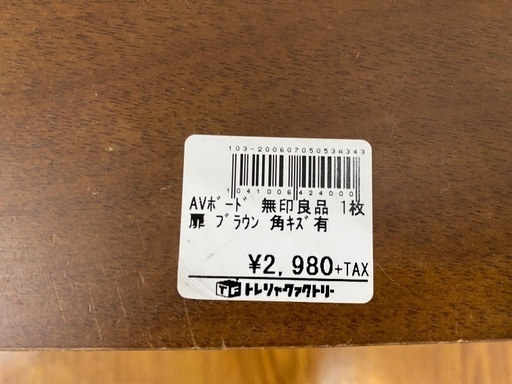 103-20060705053A343
1041006424000
AVﾎﾞｰﾄﾞ 無印良品 1枚
扉 ﾌﾞﾗｳﾝ 角ｷｽﾞ有
¥2,980+TAX
TF トレジャーファクトリー